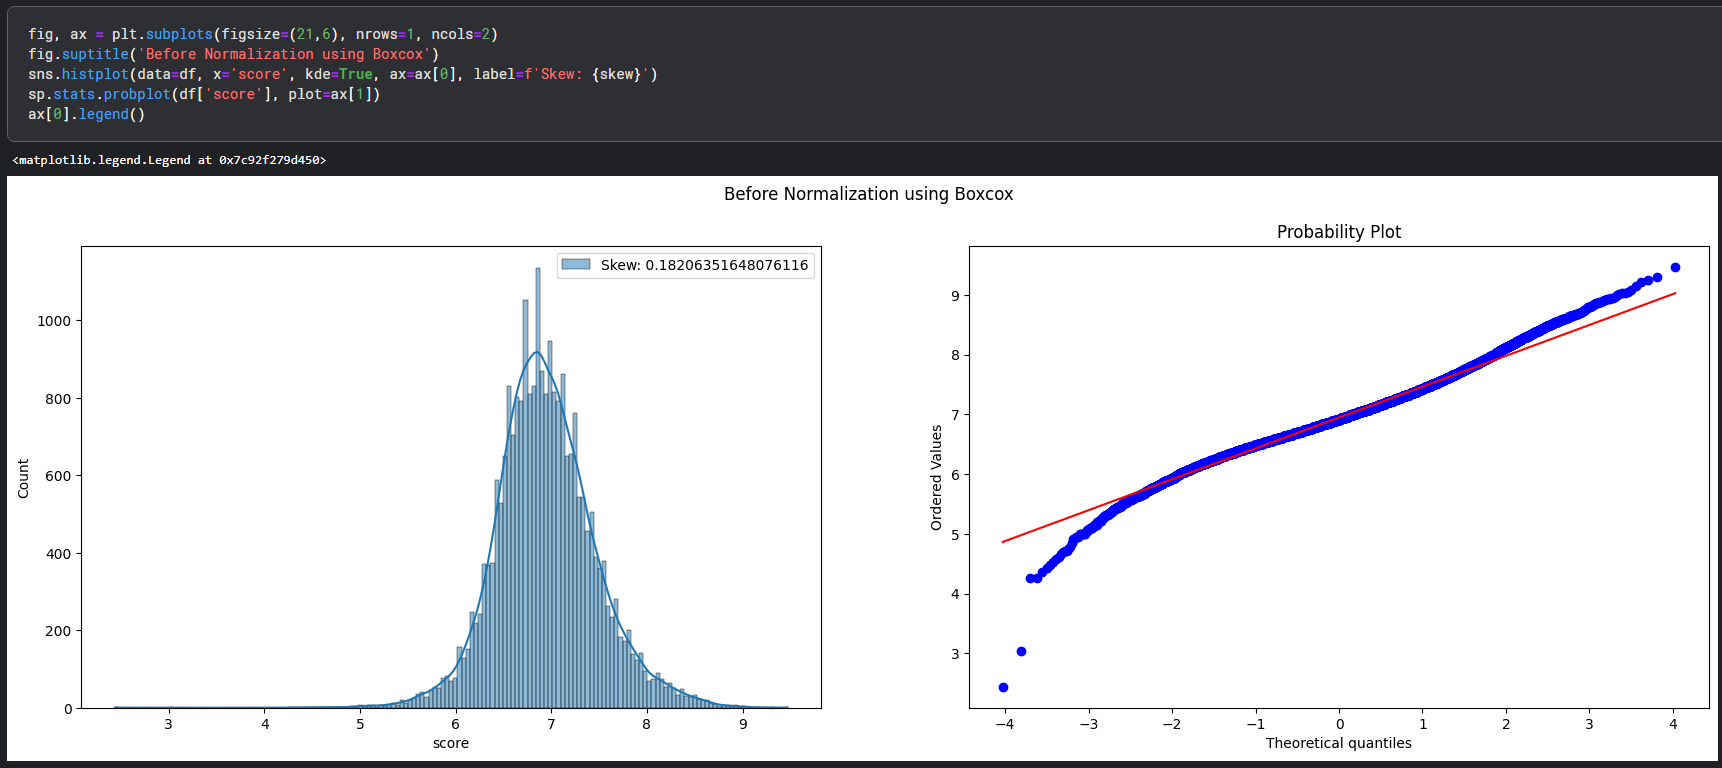 fig, ax = plt.subplots(figsize=(21,6), nrows=1, ncols=2)
fig.suptitle('Before Normalization using Boxcox')
sns.histplot(data=df, x='score', kde=True, ax=ax[0], label=f'Skew: {skew}')
sp.stats.probplot(df['score'], plot=ax[1])
ax[0].legend()
<matplotlib.legend.Legend at 0x7c92f279d450>
Before Normalization using Boxcox
Skew: 0.18206351648076116
1000
800
600
400
200
0
Count
3 4 5 6 7 8 9
score
Probability Plot
9
8
7
6
5
4
3
Ordered Values
−4 −3 −2 −1 0 1 2 3 4
Theoretical quantiles